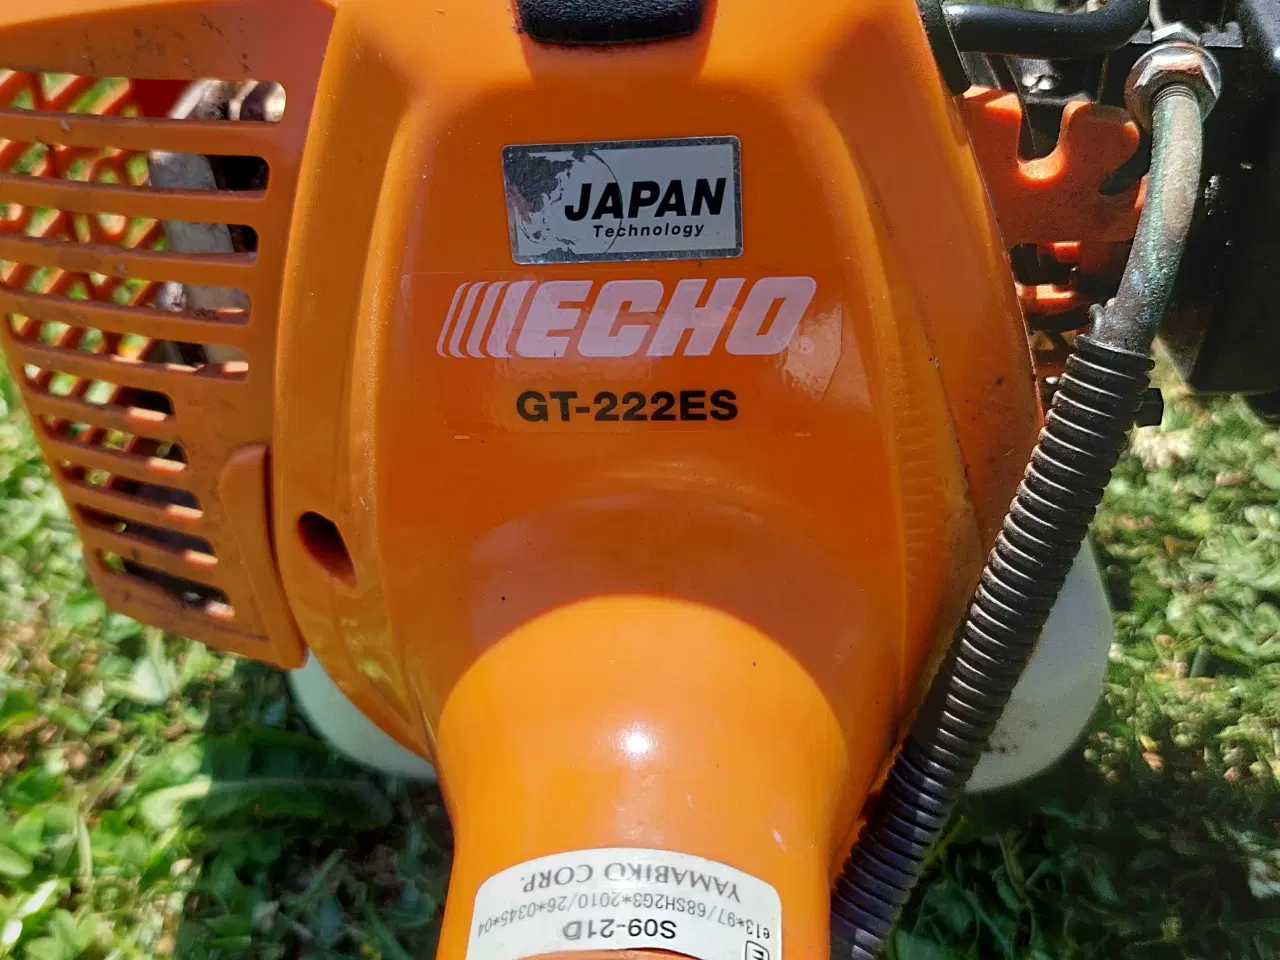 JAPAN
Technology
ECHO
GT-222ES
S09-21D
e13*97/68SH2G3*2010/26*0345*04
YAMABIKO CORP.